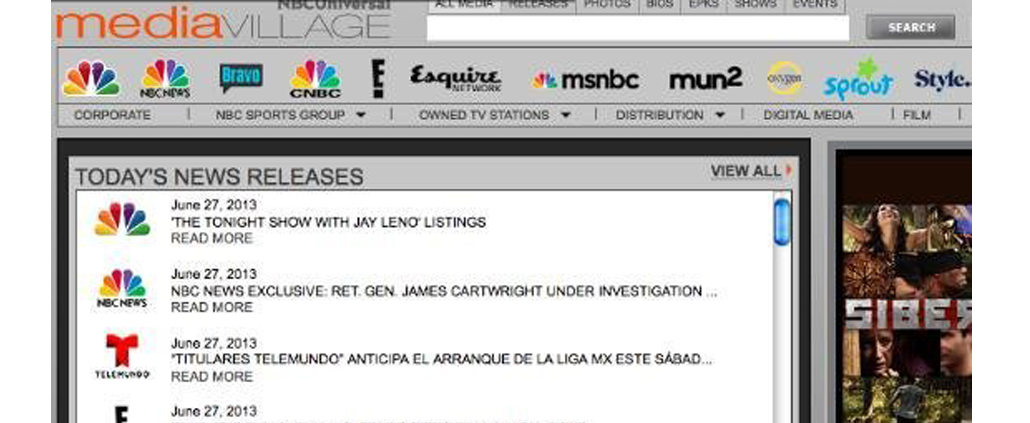 NBCUniversal
mediaVILLAGE
ALL MEDIA RELEASES PHOTOS BIOS EPKS SHOWS EVENTS
SEARCH
NBC NEWS
Bravo
CNBC
E!
Esquire
NETWORK
msnbc
mun2
oxygen
sprout
Style.
CORPORATE | NBC SPORTS GROUP | OWNED TV STATIONS | DISTRIBUTION | DIGITAL MEDIA | FILM |
TODAY'S NEWS RELEASES
VIEW ALL
June 27, 2013
'THE TONIGHT SHOW WITH JAY LENO' LISTINGS
READ MORE
June 27, 2013
NBC NEWS
NBC NEWS EXCLUSIVE: RET. GEN. JAMES CARTWRIGHT UNDER INVESTIGATION ...
READ MORE
June 27, 2013
TELEMUNDO
"TITULARES TELEMUNDO" ANTICIPA EL ARRANQUE DE LA LIGA MX ESTE SÁBAD...
READ MORE
June 27, 2013
SIBER